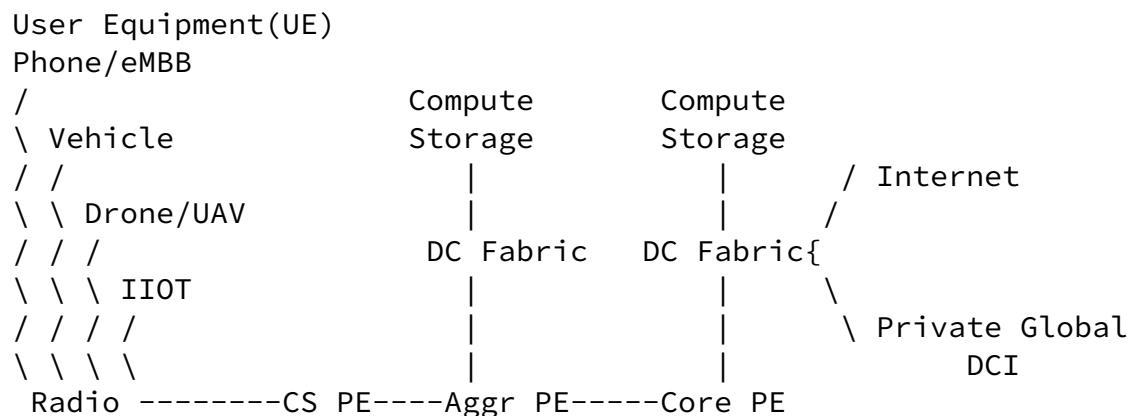 User Equipment(UE)
Phone/eMBB
/                     Compute       Compute
\ Vehicle             Storage       Storage
/ /                      |             |      / Internet
\ \ Drone/UAV            |             |     /
/ / /                  DC Fabric   DC Fabric{
\ \ \ IIOT               |             |     \
/ / / /                  |             |      \ Private Global
\ \ \ \                  |             |             DCI
 Radio --------CS PE----Aggr PE-----Core PE